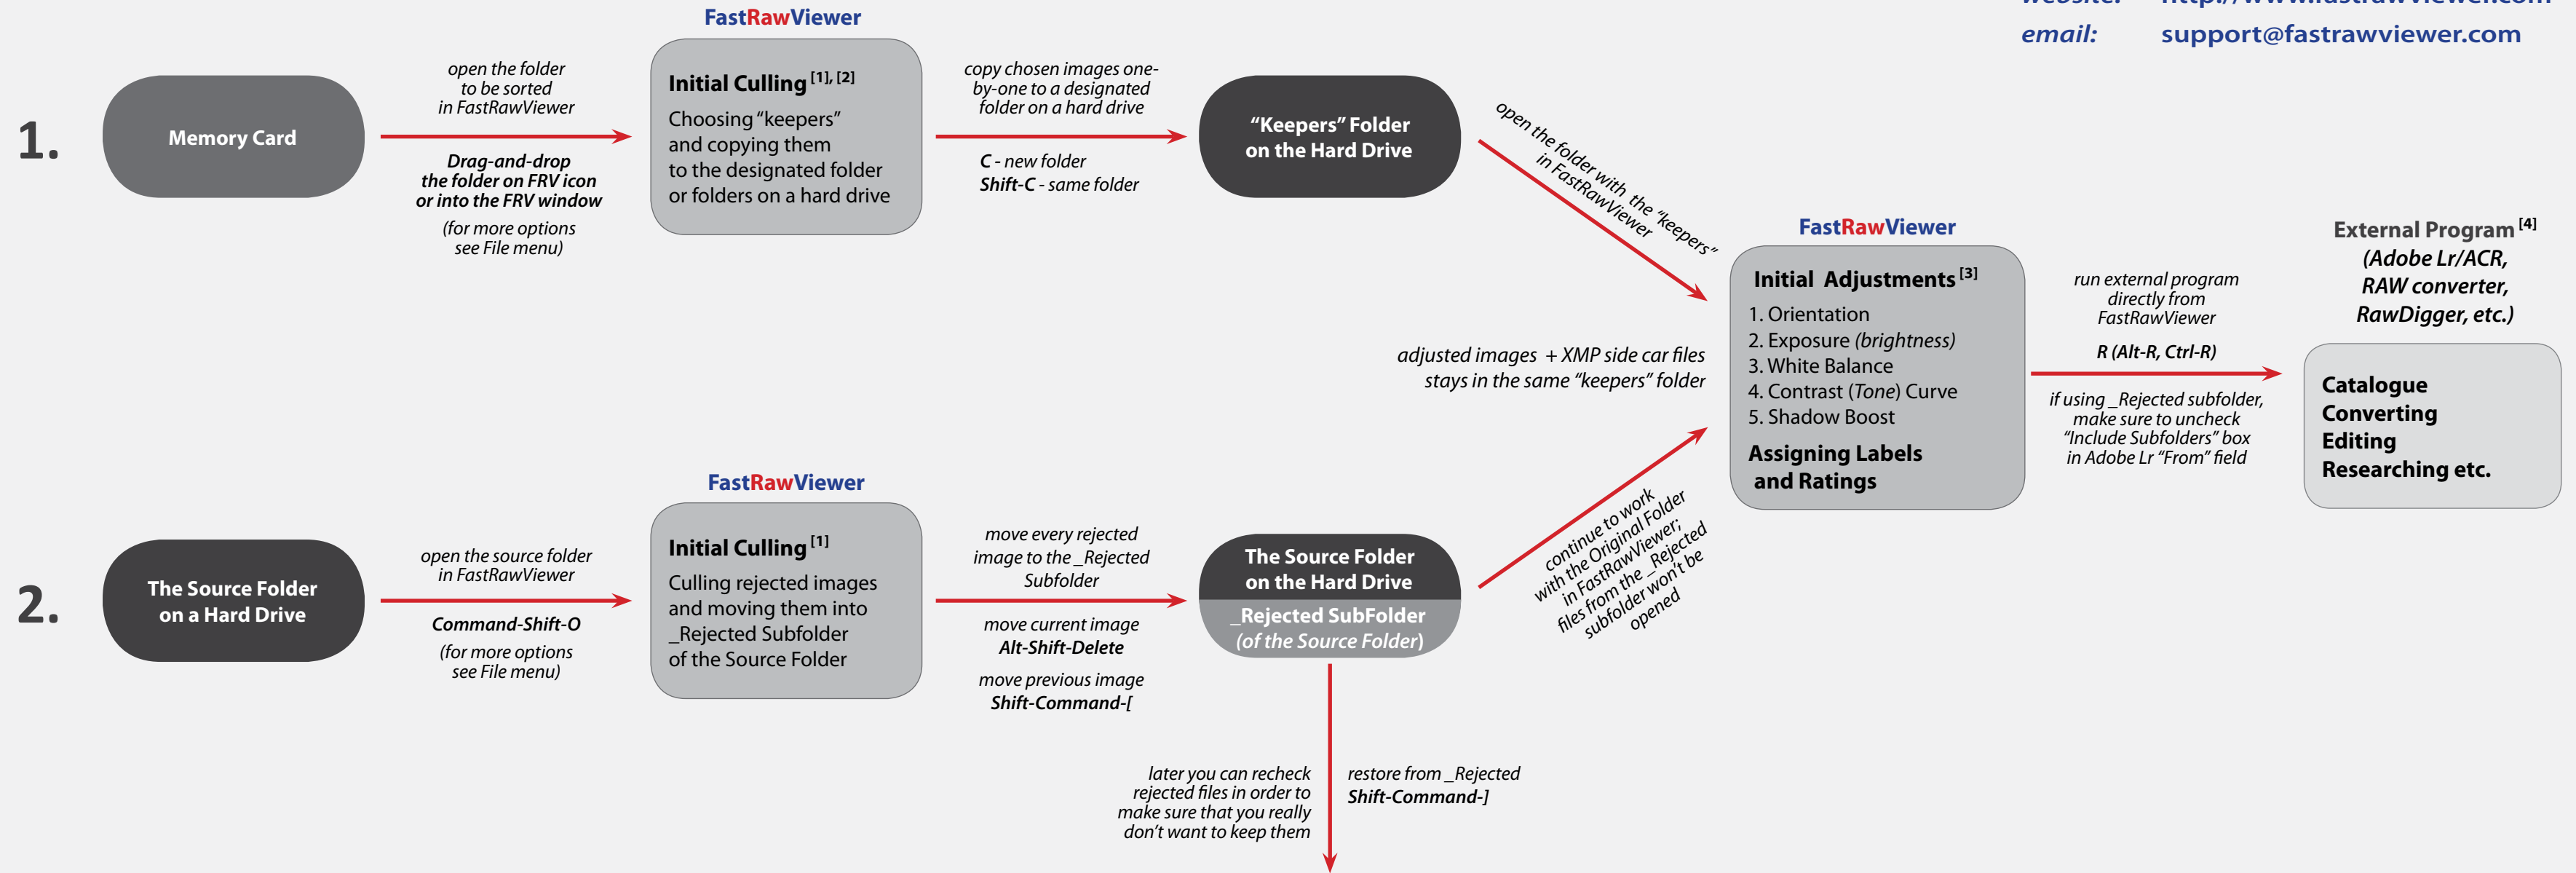 website: http://www.fastrawviewer.com
email: support@fastrawviewer.com
1.
Memory Card
open the folder
to be sorted
in FastRawViewer
Drag-and-drop
the folder on FRV icon
or into the FRV window
(for more options
see File menu)
FastRawViewer
Initial Culling [1], [2]
Choosing “keepers”
and copying them
to the designated folder
or folders on a hard drive
copy chosen images one-
by-one to a designated
folder on a hard drive
C - new folder
Shift-C - same folder
“Keepers” Folder
on the Hard Drive
open the folder with the “keepers”
in FastRawViewer
2.
The Source Folder
on a Hard Drive
open the source folder
in FastRawViewer
Command-Shift-O
(for more options
see File menu)
FastRawViewer
Initial Culling [1]
Culling rejected images
and moving them into
_Rejected Subfolder
of the Source Folder
move every rejected
image to the _Rejected
Subfolder
move current image
Alt-Shift-Delete
move previous image
Shift-Command-[
The Source Folder
on the Hard Drive
_Rejected SubFolder
(of the Source Folder)
later you can recheck
rejected files in order to
make sure that you really
don’t want to keep them
restore from _Rejected
Shift-Command-]
continue to work
with the Original Folder
in FastRawViewer;
files from the _Rejected
subfolder won’t be
opened
adjusted images + XMP side car files
stays in the same “keepers” folder
FastRawViewer
Initial Adjustments [3]
1. Orientation
2. Exposure (brightness)
3. White Balance
4. Contrast (Tone) Curve
5. Shadow Boost
Assigning Labels
and Ratings
run external program
directly from
FastRawViewer
R (Alt-R, Ctrl-R)
if using _Rejected subfolder,
make sure to uncheck
“Include Subfolders” box
in Adobe Lr “From” field
External Program [4]
(Adobe Lr/ACR,
RAW converter,
RawDigger, etc.)
Catalogue
Converting
Editing
Researching etc.